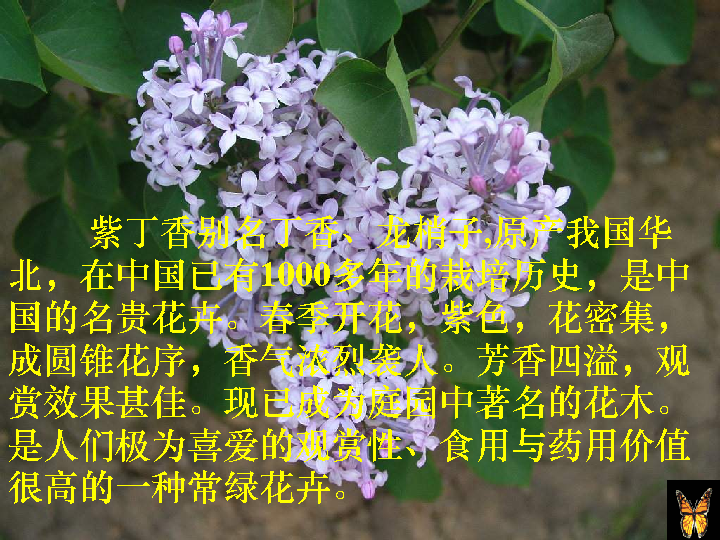 紫丁香别名丁香、龙梢子,原产我国华
北，在中国已有1000多年的栽培历史，是中
国的名贵花卉。春季开花，紫色，花密集，
成圆锥花序，香气浓烈袭人。芳香四溢，观
赏效果甚佳。现已成为庭园中著名的花木。
是人们极为喜爱的观赏性、食用与药用价值
很高的一种常绿花卉。